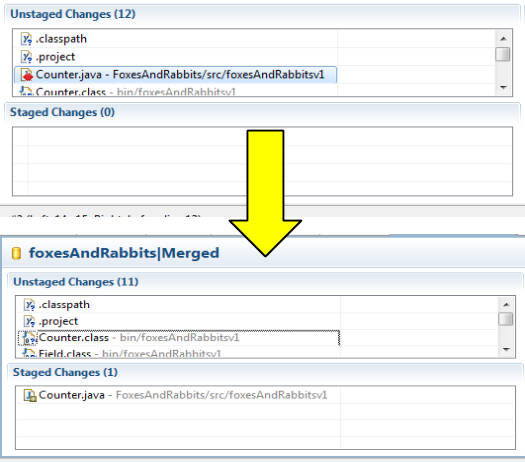 Unstaged Changes (12)
.classpath
.project
Counter.java - FoxesAndRabbits/src/foxesAndRabbitsv1
Counter.class - bin/foxesAndRabbitsv1
Staged Changes (0)
foxesAndRabbits|Merged
Unstaged Changes (11)
.classpath
.project
Counter.class - bin/foxesAndRabbitsv1
Field.class - bin/foxesAndRabbitsv1
Staged Changes (1)
Counter.java - FoxesAndRabbits/src/foxesAndRabbitsv1